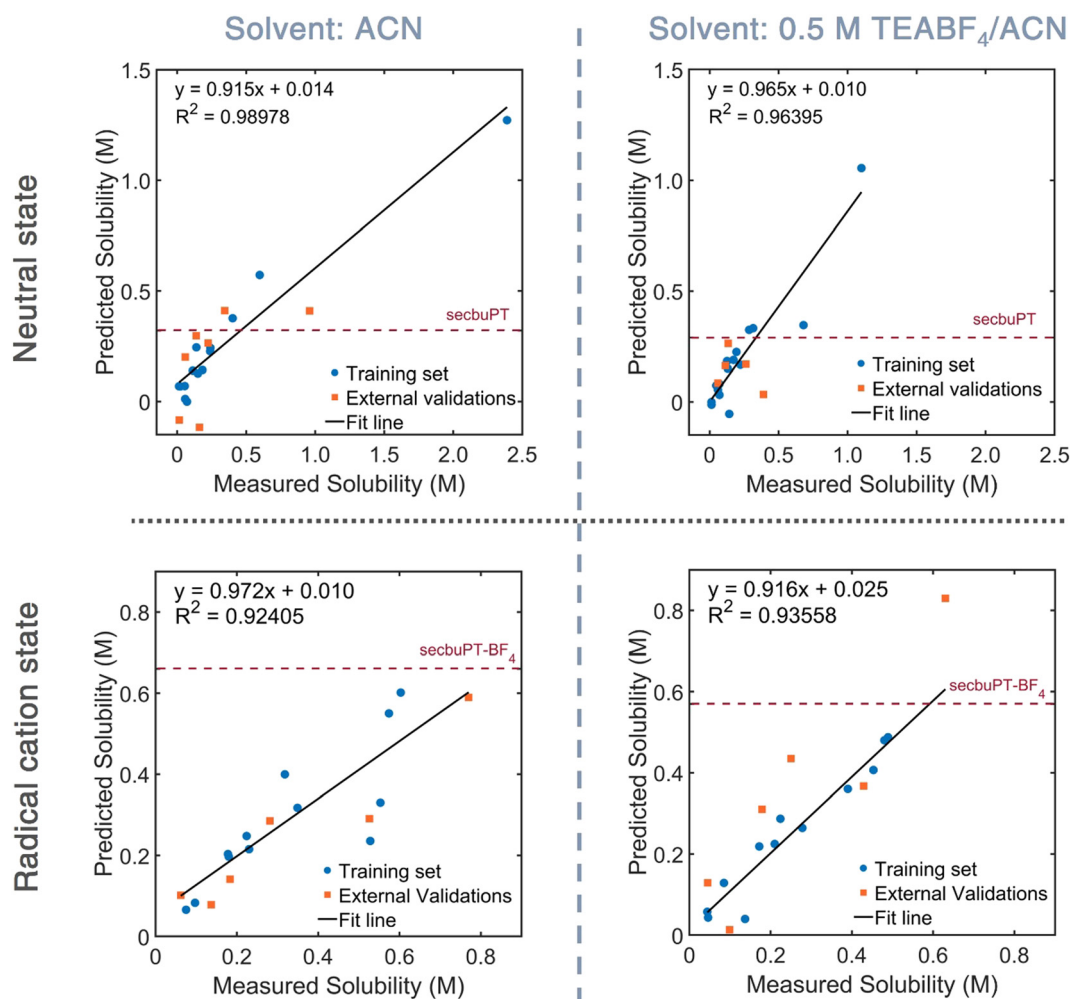 Solvent: ACN
Solvent: 0.5 M TEABF4/ACN
Neutral state
Radical cation state
Predicted Solubility (M)
1.5
1.0
0.5
0
y = 0.915x + 0.014
R2 = 0.98978
secbuPT
Training set
External validations
Fit line
0 0.5 1.0 1.5 2.0 2.5
Measured Solubility (M)
Predicted Solubility (M)
1.5
1.0
0.5
0
y = 0.965x + 0.010
R2 = 0.96395
secbuPT
Training set
External validations
Fit line
0 0.5 1.0 1.5 2.0 2.5
Measured Solubility (M)
Predicted Solubility (M)
0.8
0.6
0.4
0.2
0
y = 0.972x + 0.010
R2 = 0.92405
secbuPT-BF4
Training set
External Validations
Fit line
0 0.2 0.4 0.6 0.8
Measured Solubility (M)
Predicted Solubility (M)
0.8
0.6
0.4
0.2
0
y = 0.916x + 0.025
R2 = 0.93558
secbuPT-BF4
Training set
External Validations
Fit line
0 0.2 0.4 0.6 0.8
Measured Solubility (M)